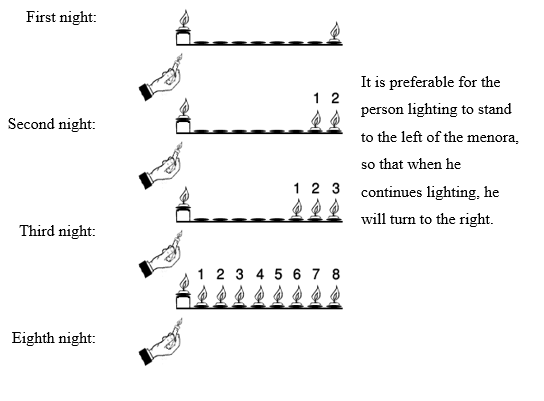 First night:
1 2
It is preferable for the
person lighting to stand
Second night:
to the left of the menora,
so that when he
1 2 3
continues lighting, he
will turn to the right.
Third night:
1 2 3 4 5 6 7 8
Eighth night: